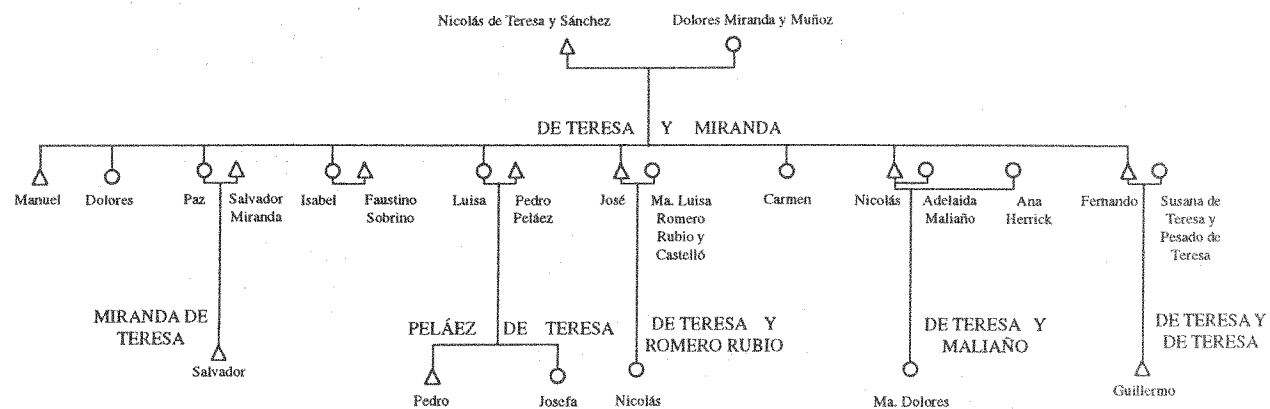 Nicolás de Teresa y Sánchez
Dolores Miranda y Muñoz
DE TERESA Y MIRANDA
Manuel
Dolores
Paz
Salvador
Miranda
Isabel
Faustino
Sobrino
Luisa
Pedro
Peláez
José
Ma. Luisa
Romero
Rubio y
Castelló
Carmen
Nicolás
Adelaida
Maliaño
Ana
Herrick
Fernando
Susana de
Teresa y
Pesado de
Teresa
MIRANDA DE
TERESA
Salvador
PELÁEZ DE TERESA
Pedro
Josefa
DE TERESA Y
ROMERO RUBIO
Nicolás
DE TERESA Y
MALIAÑO
Ma. Dolores
DE TERESA Y
DE TERESA
Guillermo